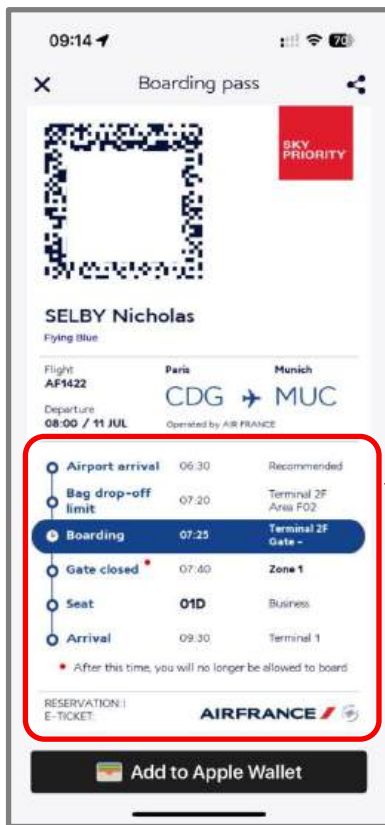 09:14
70
Boarding pass
SKY
PRIORITY
SELBY Nicholas
Flying Blue
Flight
AF1422
Paris
Munich
CDG
MUC
Departure
08:00 / 11 JUL
Operated by AIR FRANCE
Airport arrival 06:30 Recommended
Bag drop-off
limit
07:20
Terminal 2F
Area F02
Boarding
07:25
Terminal 2F
Gate -
Gate closed 07:40 Zone 1
Seat 01D Business
Arrival 09:30 Terminal 1
• After this time, you will no longer be allowed to board
RESERVATION:
E-TICKET:
AIRFRANCE
Add to Apple Wallet